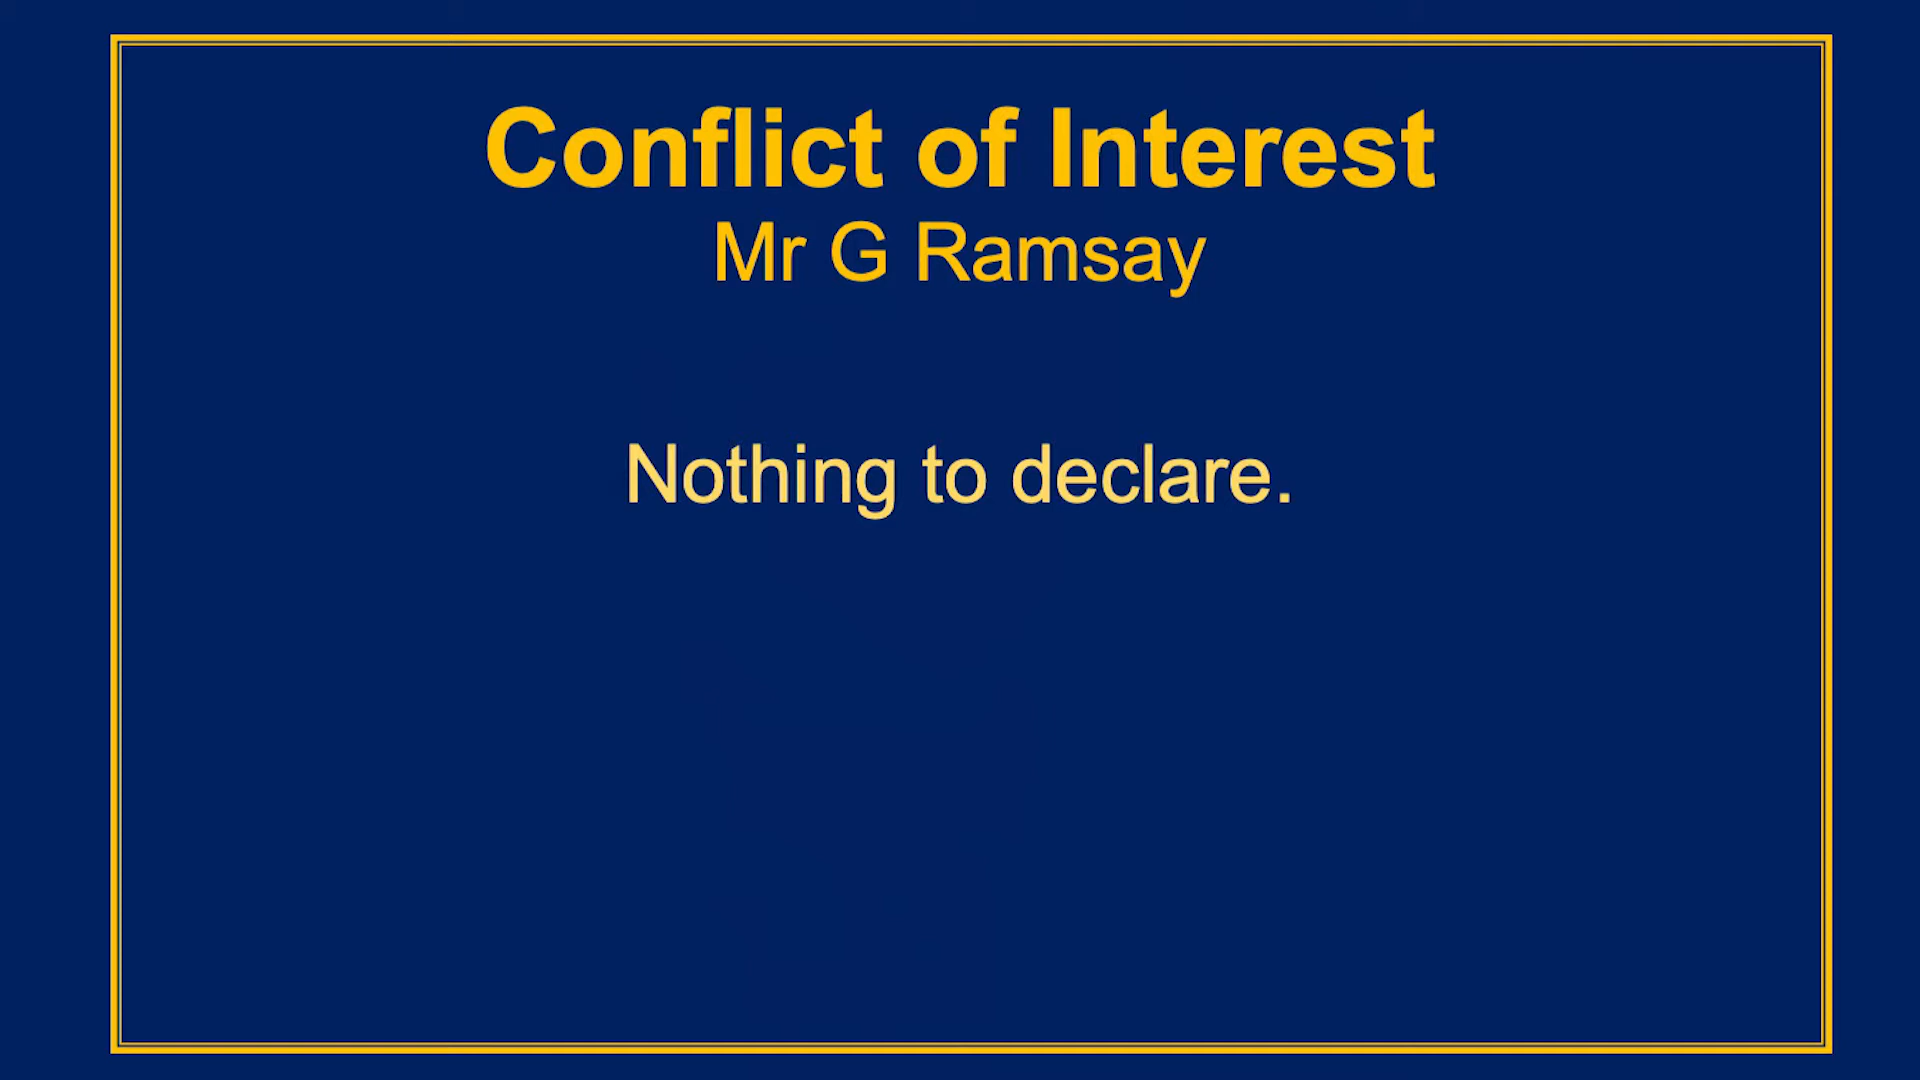 Conflict of Interest
Mr G Ramsay
Nothing to declare.